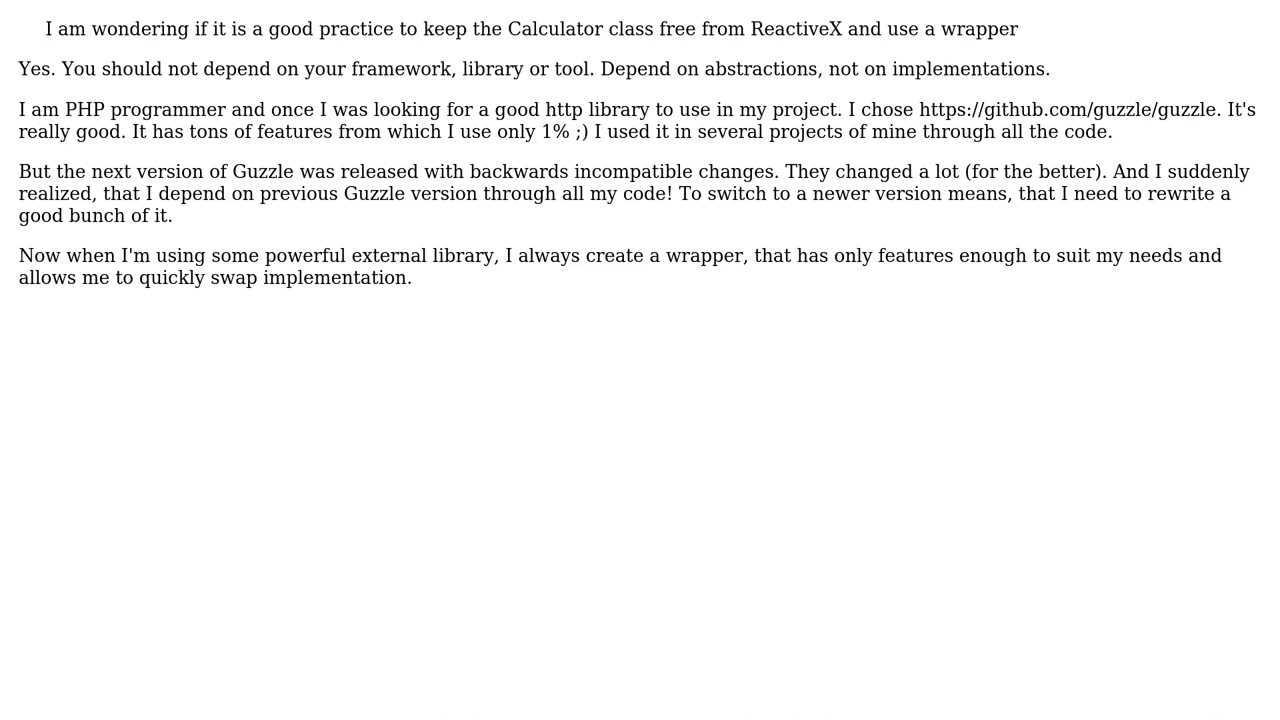 I am wondering if it is a good practice to keep the Calculator class free from ReactiveX and use a wrapper
Yes. You should not depend on your framework, library or tool. Depend on abstractions, not on implementations.
I am PHP programmer and once I was looking for a good http library to use in my project. I chose https://github.com/guzzle/guzzle. It's
really good. It has tons of features from which I use only 1% ;) I used it in several projects of mine through all the code.
But the next version of Guzzle was released with backwards incompatible changes. They changed a lot (for the better). And I suddenly
realized, that I depend on previous Guzzle version through all my code! To switch to a newer version means, that I need to rewrite a
good bunch of it.
Now when I'm using some powerful external library, I always create a wrapper, that has only features enough to suit my needs and
allows me to quickly swap implementation.